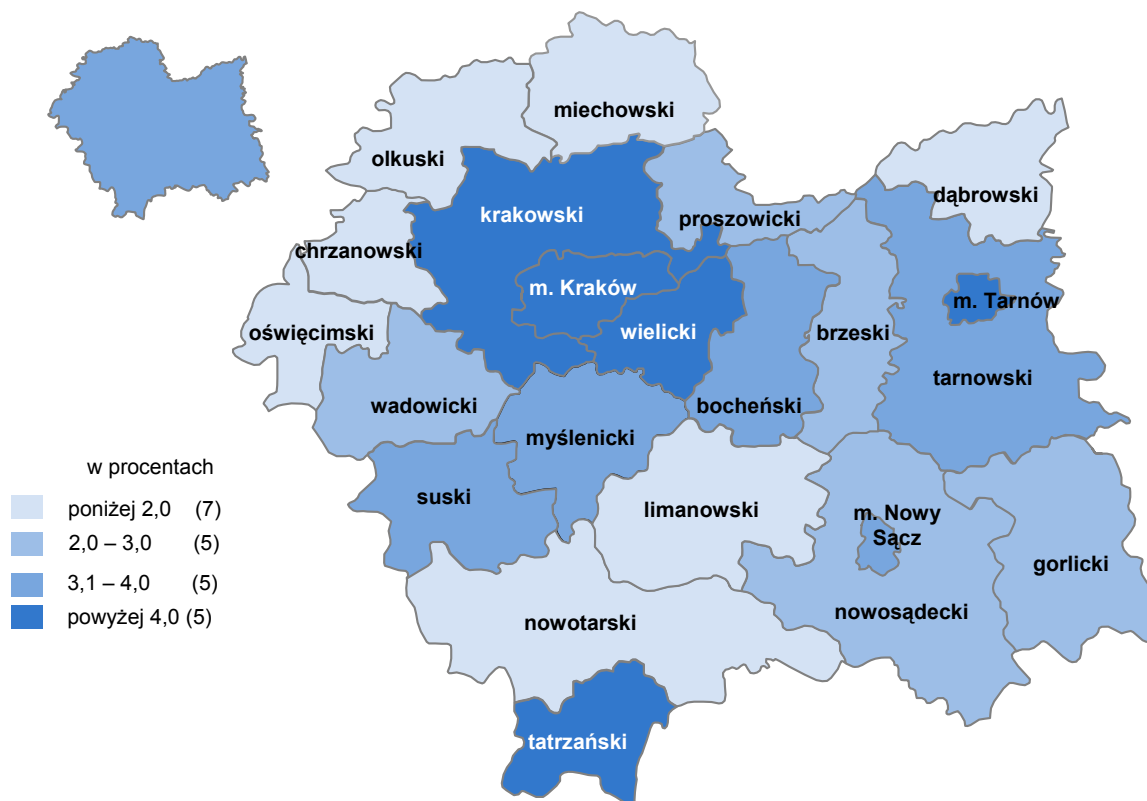 miechowski
olkuski
dąbrowski
krakowski
proszowicki
chrzanowski
m. Kraków
m. Tarnów
oświęcimski
wielicki
brzeski
tarnowski
wadowicki
bocheński
myślenicki
w procentach
poniżej 2,0 (7)
2,0 – 3,0 (5)
3,1 – 4,0 (5)
powyżej 4,0 (5)
suski
limanowski
m. Nowy
Sącz
gorlicki
nowosądecki
nowotarski
tatrzański